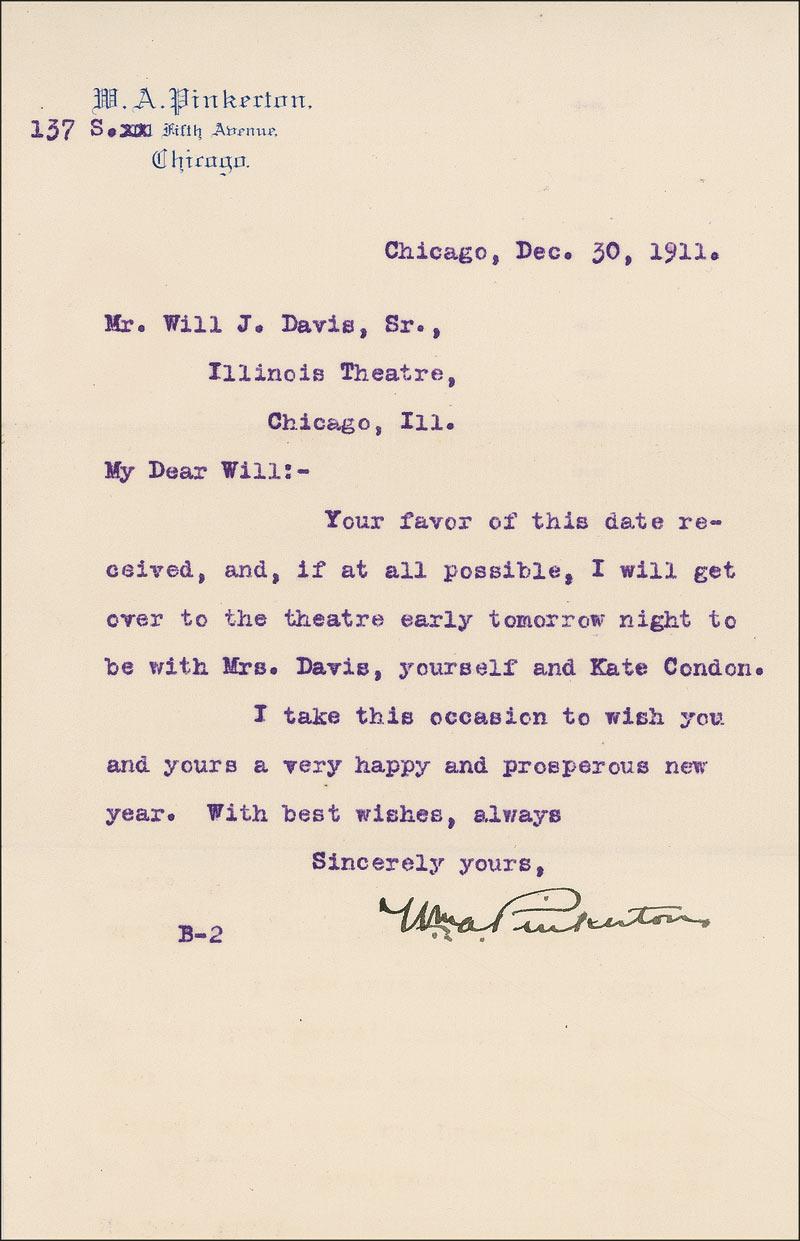 W. A. Pinkerton.
137 S. Fifth Avenue,
Chicago.
Chicago, Dec. 30, 1911.
Mr. Will J. Davis, Sr.,
Illinois Theatre,
Chicago, Ill.
My Dear Will:-
Your favor of this date re-
ceived, and, if at all possible, I will get
over to the theatre early tomorrow night to
be with Mrs. Davis, yourself and Kate Condon.
I take this occasion to wish you
and yours a very happy and prosperous new
year. With best wishes, always
Sincerely yours,
Wm. A. Pinkerton.
B-2